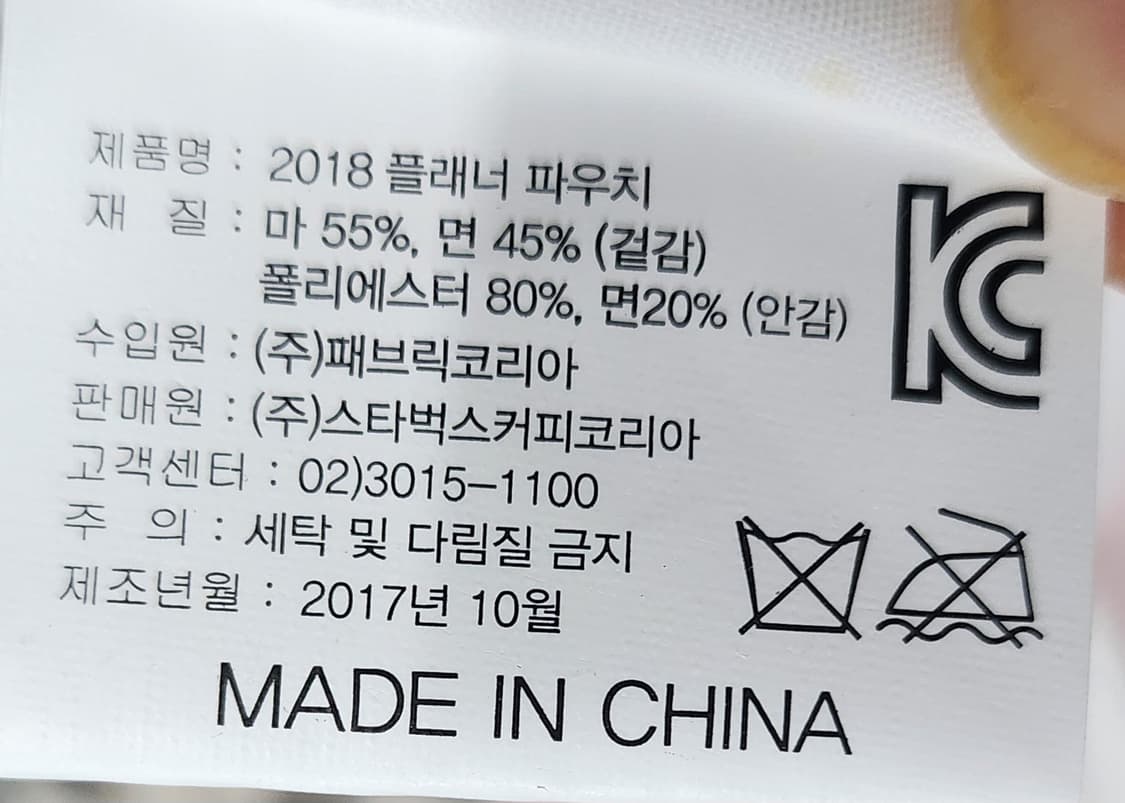 제품명 : 2018 플래너 파우치
재 질 : 마 55%, 면 45% (겉감)
폴리에스터 80%, 면20% (안감)
수입원 : (주)패브릭코리아
판매원 : (주)스타벅스커피코리아
고객센터 : 02)3015-1100
주 의 : 세탁 및 다림질 금지
제조년월 : 2017년 10월
MADE IN CHINA
KC